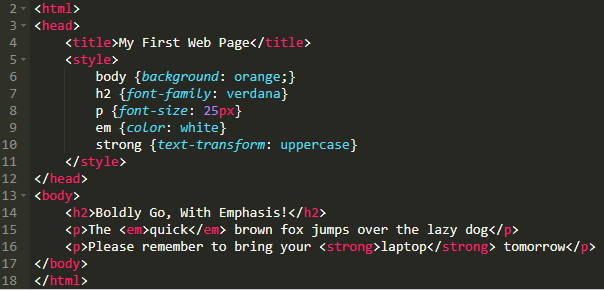 2 <html>
3 <head>
4 <title>My First Web Page</title>
5 <style>
6 body {background: orange;}
7 h2 {font-family: verdana}
8 p {font-size: 25px}
9 em {color: white}
10 strong {text-transform: uppercase}
11 </style>
12 </head>
13 <body>
14 <h2>Boldly Go, With Emphasis!</h2>
15 <p>The <em>quick</em> brown fox jumps over the lazy dog</p>
16 <p>Please remember to bring your <strong>laptop</strong> tomorrow</p>
17 </body>
18 </html>